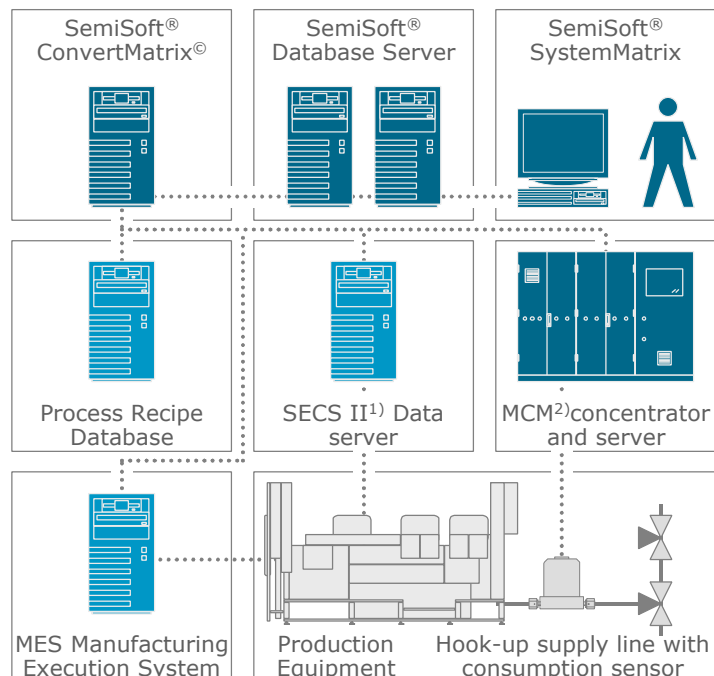 SemiSoft®
ConvertMatrix©
SemiSoft®
Database Server
SemiSoft®
SystemMatrix
Process Recipe
Database
SECS II1) Data
server
MCM2)concentrator
and server
MES Manufacturing
Execution System
Production
Equipment
Hook-up supply line with
consumption sensor